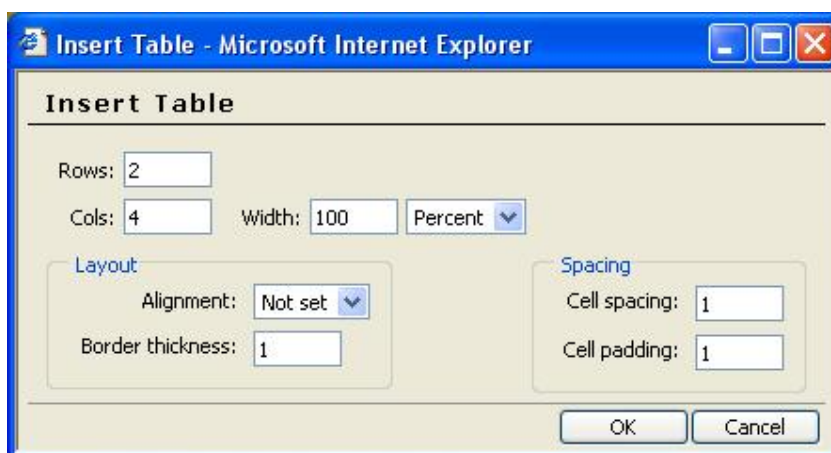 Insert Table - Microsoft Internet Explorer
Insert Table
Rows: 2
Cols: 4 Width: 100 Percent
Layout
Alignment: Not set
Border thickness: 1
Spacing
Cell spacing: 1
Cell padding: 1
OK Cancel